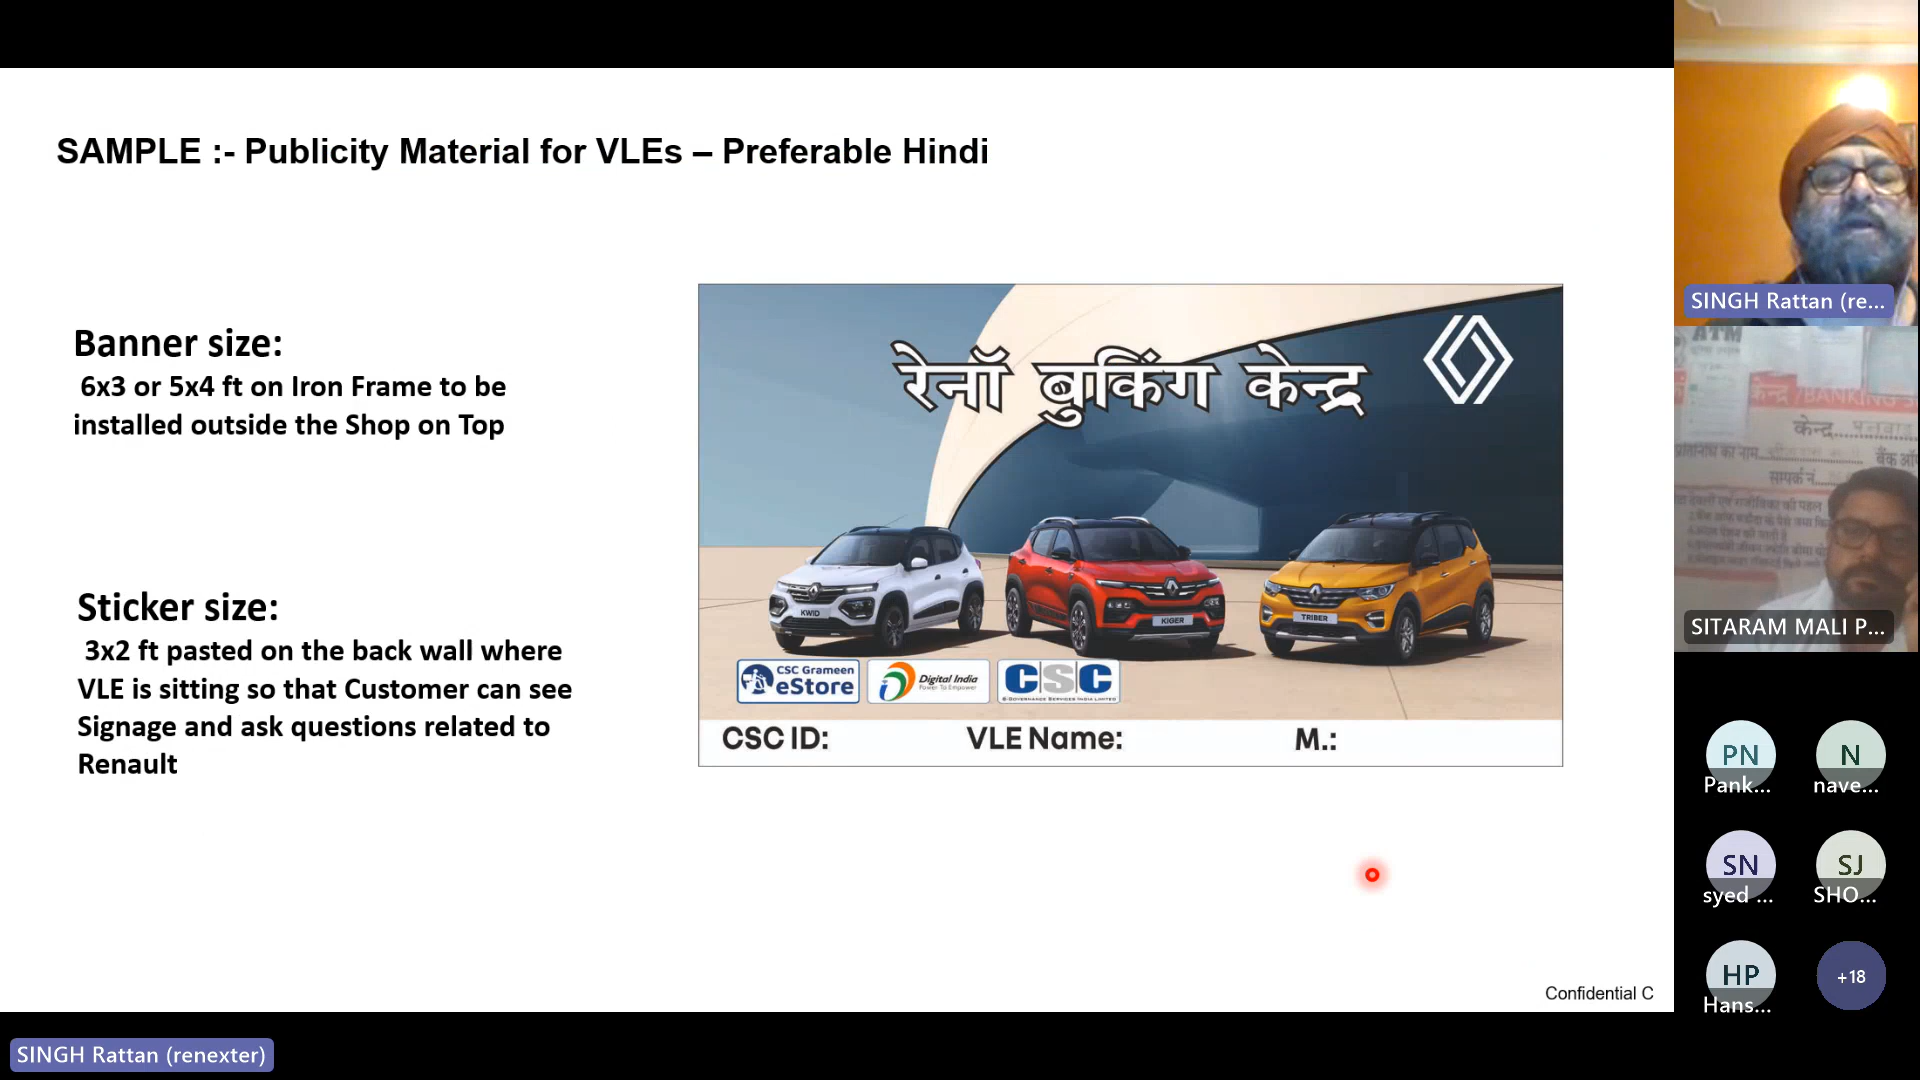 SAMPLE :- Publicity Material for VLEs – Preferable Hindi
Banner size:
6x3 or 5x4 ft on Iron Frame to be
installed outside the Shop on Top
Sticker size:
3x2 ft pasted on the back wall where
VLE is sitting so that Customer can see
Signage and ask questions related to
Renault
रेनॉ बुकिंग केन्द्र
KWID
KIGER
TRIBER
CSC Grameen
eStore
Digital India
Power To Empower
CSC
E-GOVERNANCE SERVICES INDIA LIMITED
CSC ID: VLE Name: M.:
Confidential C
SINGH Rattan (renexter)
SINGH Rattan (re...
ATM
केन्द्र /BANKING
केन्द्र
बैंक
सम्पर्क नं.
SITARAM MALI P...
PN N
Pank... nave...
SN SJ
syed ... SHO...
HP +18
Hans...